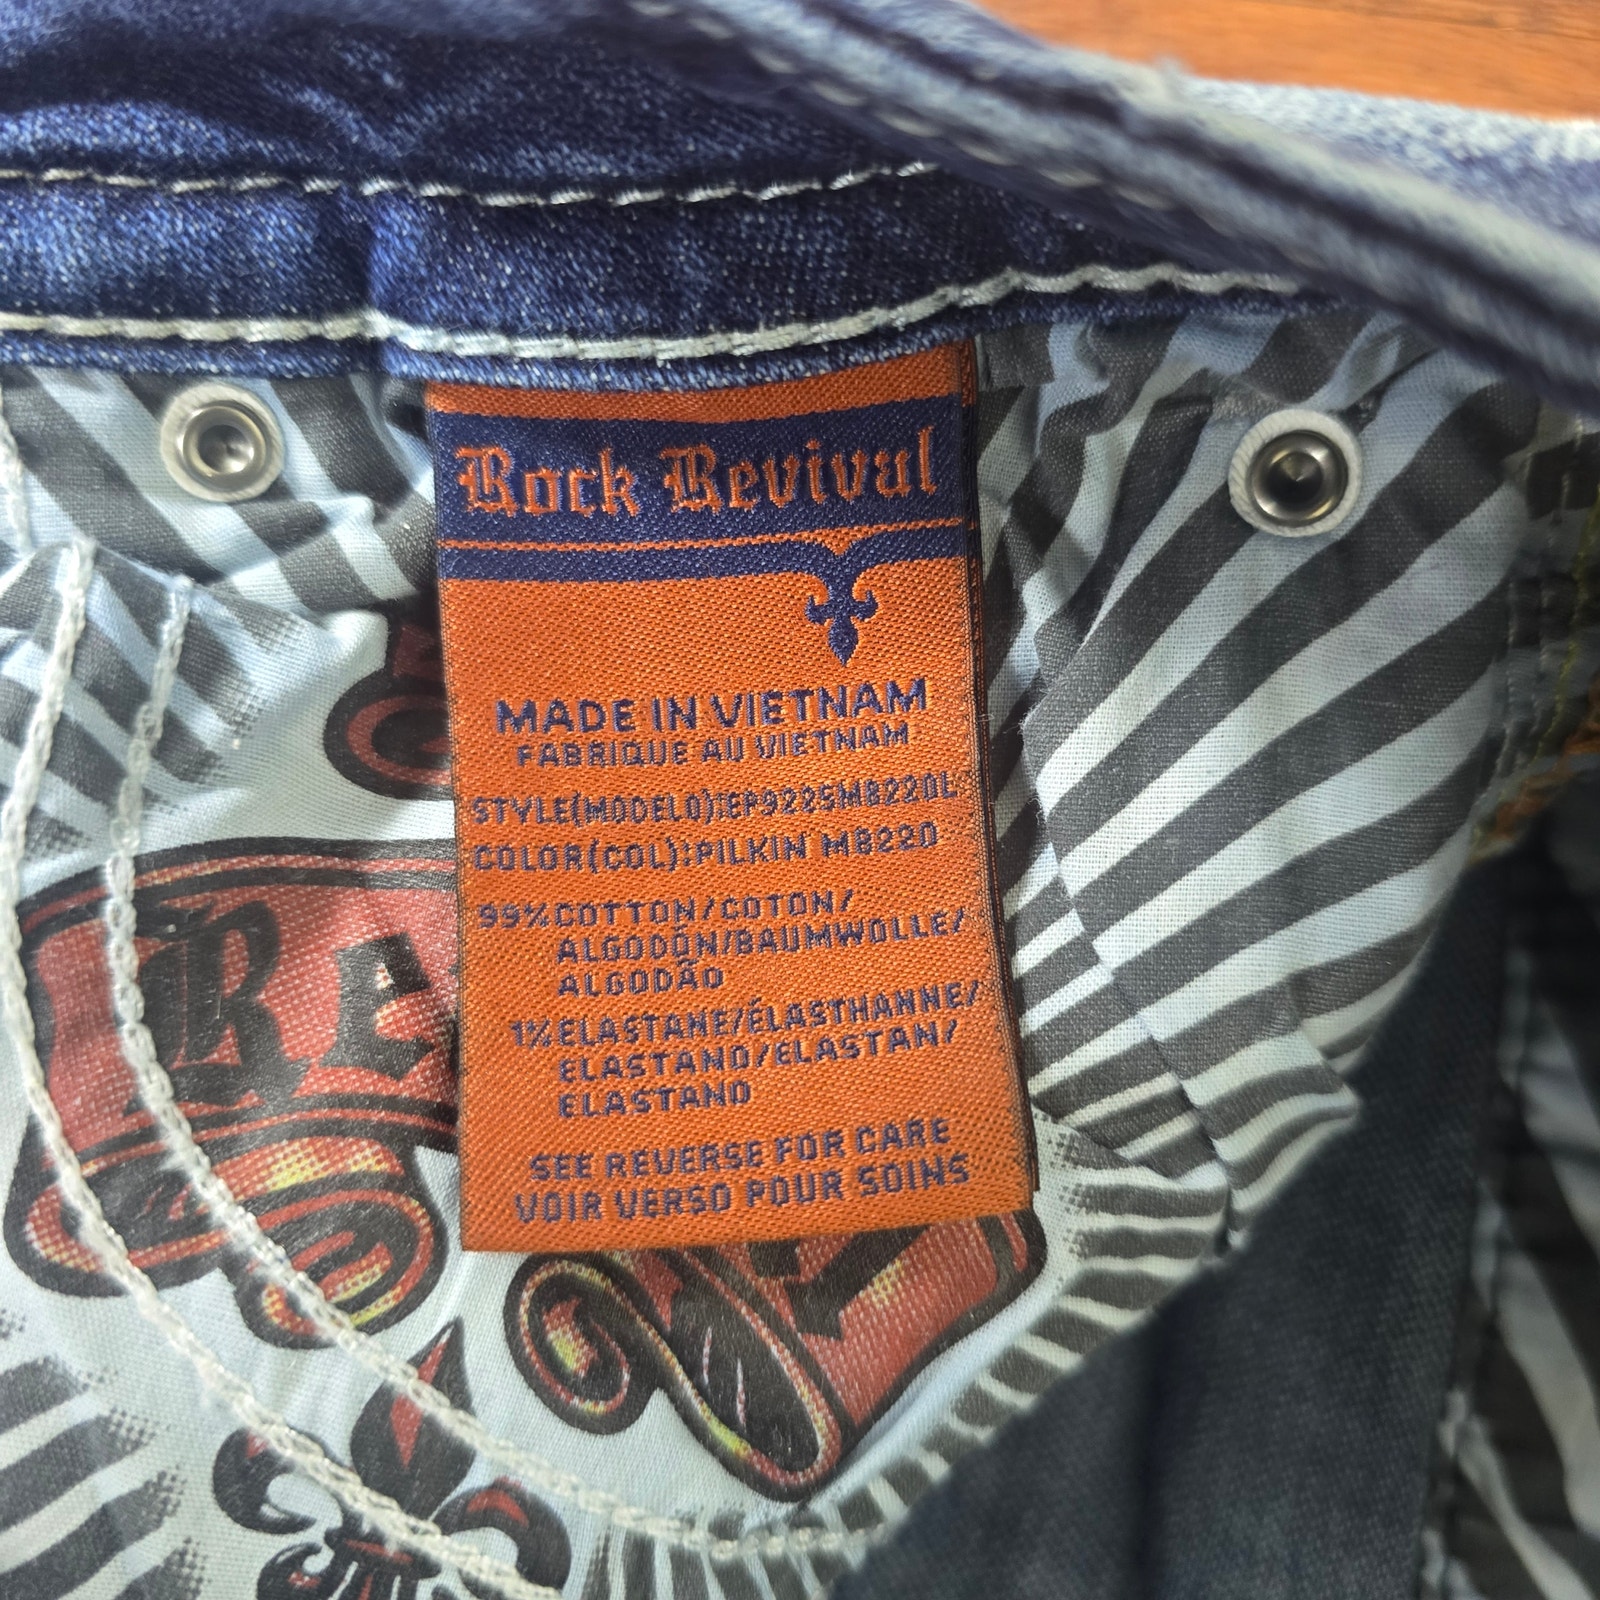 Rock Revival
MADE IN VIETNAM
FABRIQUE AU VIETNAM
STYLE(MODELO):EP9225M8220L
COLOR(COL):PILKIN M8220
99%COTTON/COTON/
ALGODÓN/BAUMWOLLE/
ALGODÃO
1%ELASTANE/ÉLASTHANNE/
ELASTANO/ELASTAN/
ELASTANO
SEE REVERSE FOR CARE
VOIR VERSO POUR SOINS